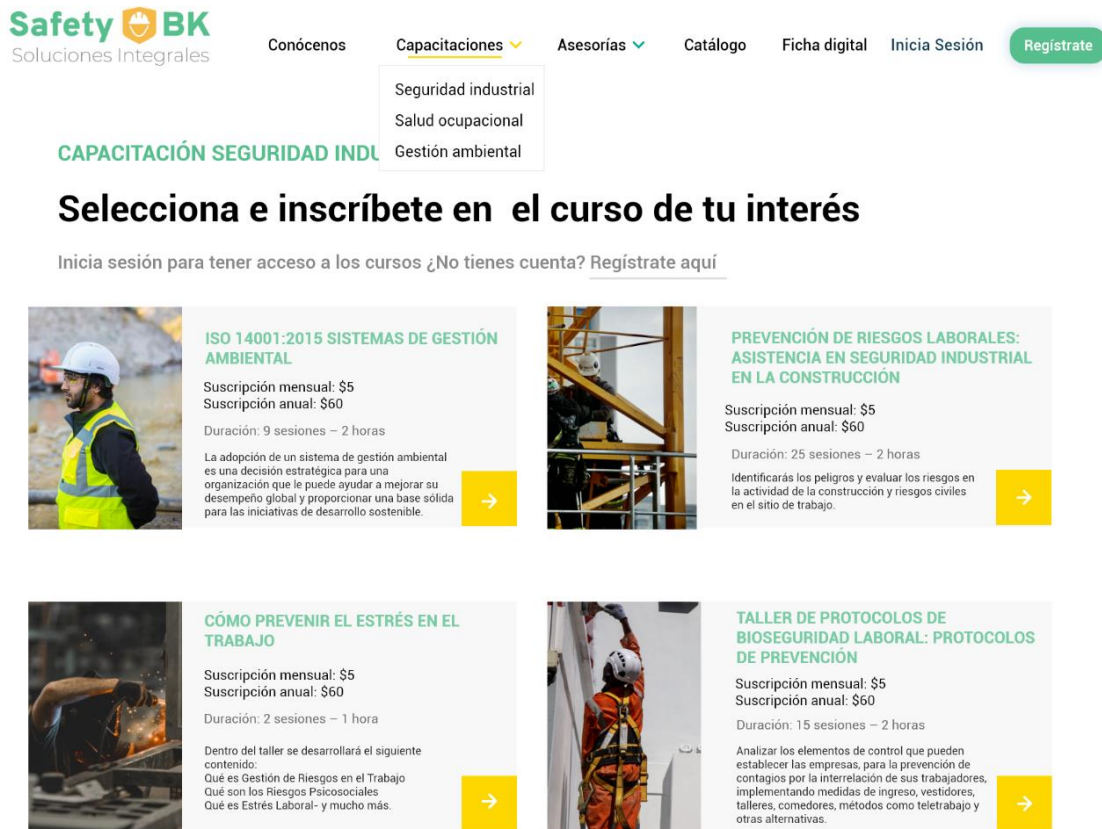 Safety BK
Soluciones Integrales
Conócenos
Capacitaciones
Asesorías
Catálogo
Ficha digital
Inicia Sesión
Regístrate
Seguridad industrial
Salud ocupacional
Gestión ambiental
CAPACITACIÓN SEGURIDAD INDU
Selecciona e inscríbete en el curso de tu interés
Inicia sesión para tener acceso a los cursos ¿No tienes cuenta? Regístrate aquí
ISO 14001:2015 SISTEMAS DE GESTIÓN
AMBIENTAL
Suscripción mensual: $5
Suscripción anual: $60
Duración: 9 sesiones – 2 horas
La adopción de un sistema de gestión ambiental
es una decisión estratégica para una
organización que le puede ayudar a mejorar su
desempeño global y proporcionar una base sólida
para las iniciativas de desarrollo sostenible.
PREVENCIÓN DE RIESGOS LABORALES:
ASISTENCIA EN SEGURIDAD INDUSTRIAL
EN LA CONSTRUCCIÓN
Suscripción mensual: $5
Suscripción anual: $60
Duración: 25 sesiones – 2 horas
Identificarás los peligros y evaluar los riesgos en
la actividad de la construcción y riesgos civiles
en el sitio de trabajo.
CÓMO PREVENIR EL ESTRÉS EN EL
TRABAJO
Suscripción mensual: $5
Suscripción anual: $60
Duración: 2 sesiones – 1 hora
Dentro del taller se desarrollará el siguiente
contenido:
Qué es Gestión de Riesgos en el Trabajo
Qué son los Riesgos Psicosociales
Qué es Estrés Laboral- y mucho más.
TALLER DE PROTOCOLOS DE
BIOSEGURIDAD LABORAL: PROTOCOLOS
DE PREVENCIÓN
Suscripción mensual: $5
Suscripción anual: $60
Duración: 15 sesiones – 2 horas
Analizar los elementos de control que pueden
establecer las empresas, para la prevención de
contagios por la interrelación de sus trabajadores,
implementando medidas de ingreso, vestidores,
talleres, comedores, métodos como teletrabajo y
otras alternativas.